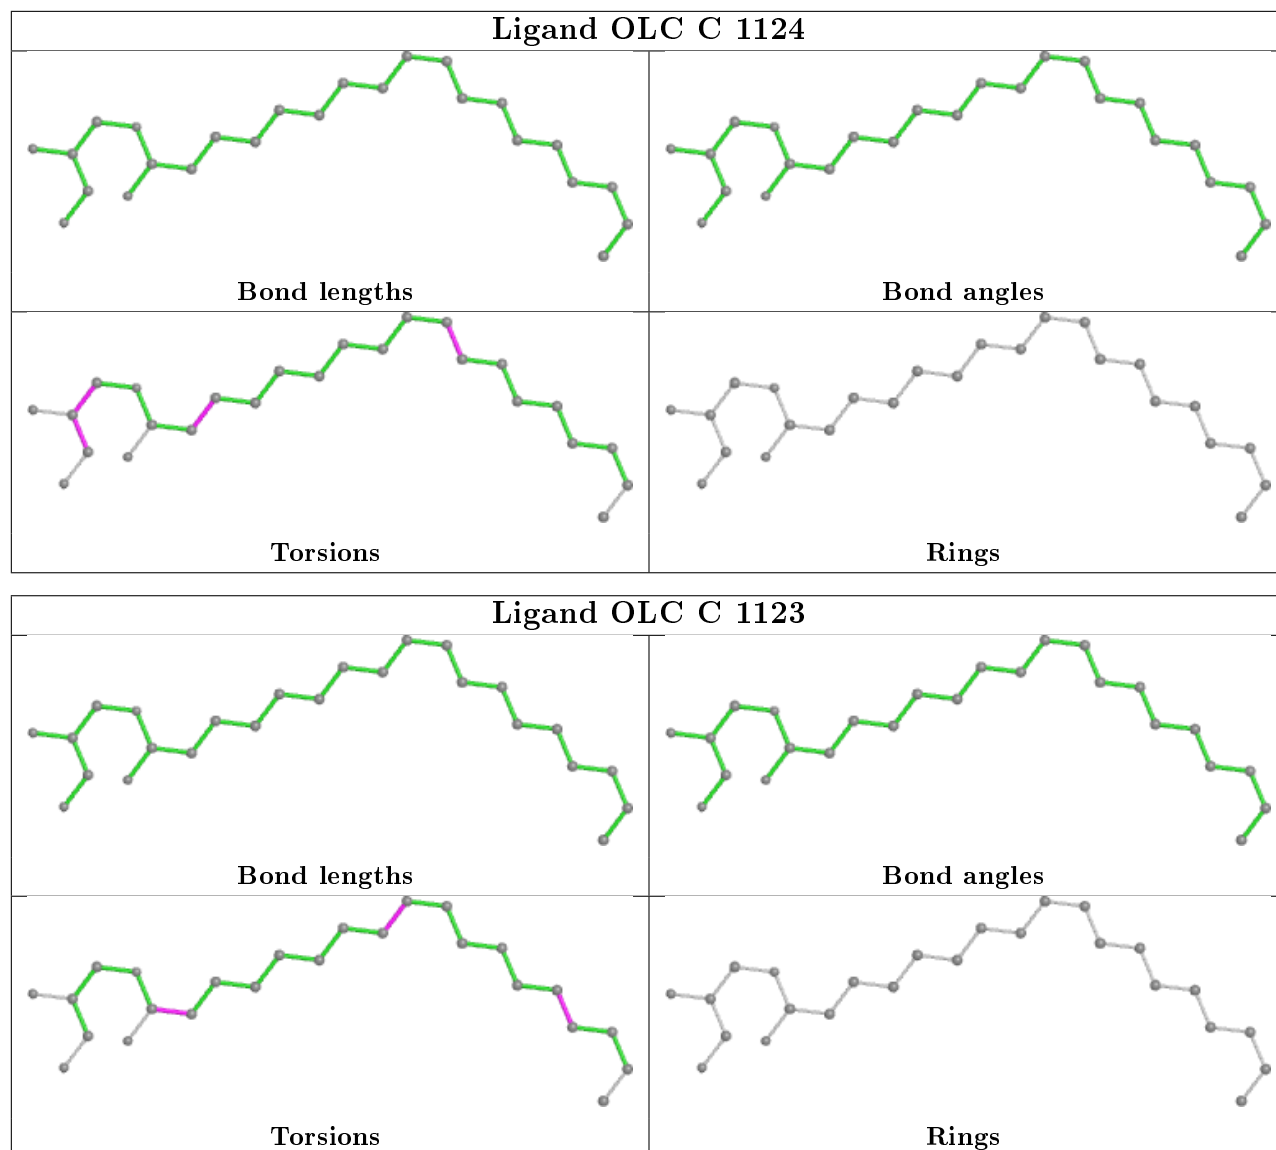 Ligand OLC C 1124
Bond lengths
Bond angles
Torsions
Rings
Ligand OLC C 1123
Bond lengths
Bond angles
Torsions
Rings